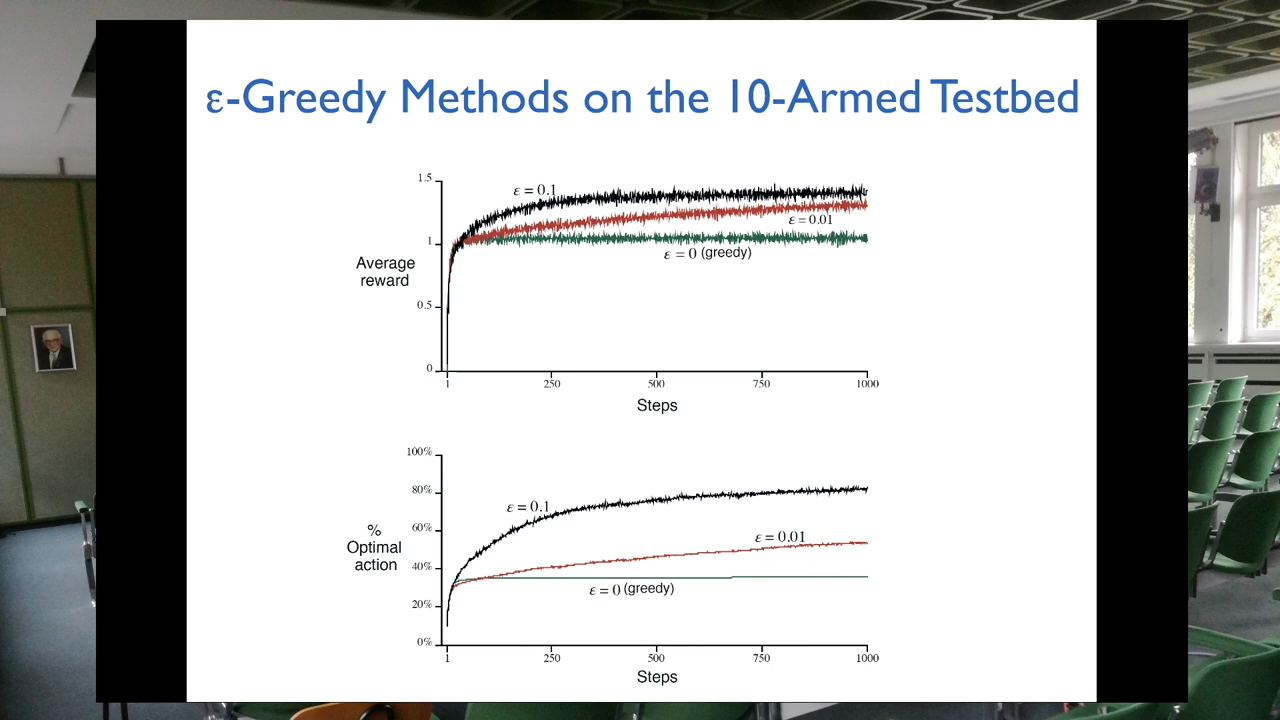 ε-Greedy Methods on the 10-Armed Testbed
1.5
1
0.5
0
Average
reward
ε = 0.1
ε = 0.01
ε = 0 (greedy)
1 250 500 750 1000
Steps
100%
80%
60%
40%
20%
0%
%
Optimal
action
ε = 0.1
ε = 0.01
ε = 0 (greedy)
1 250 500 750 1000
Steps